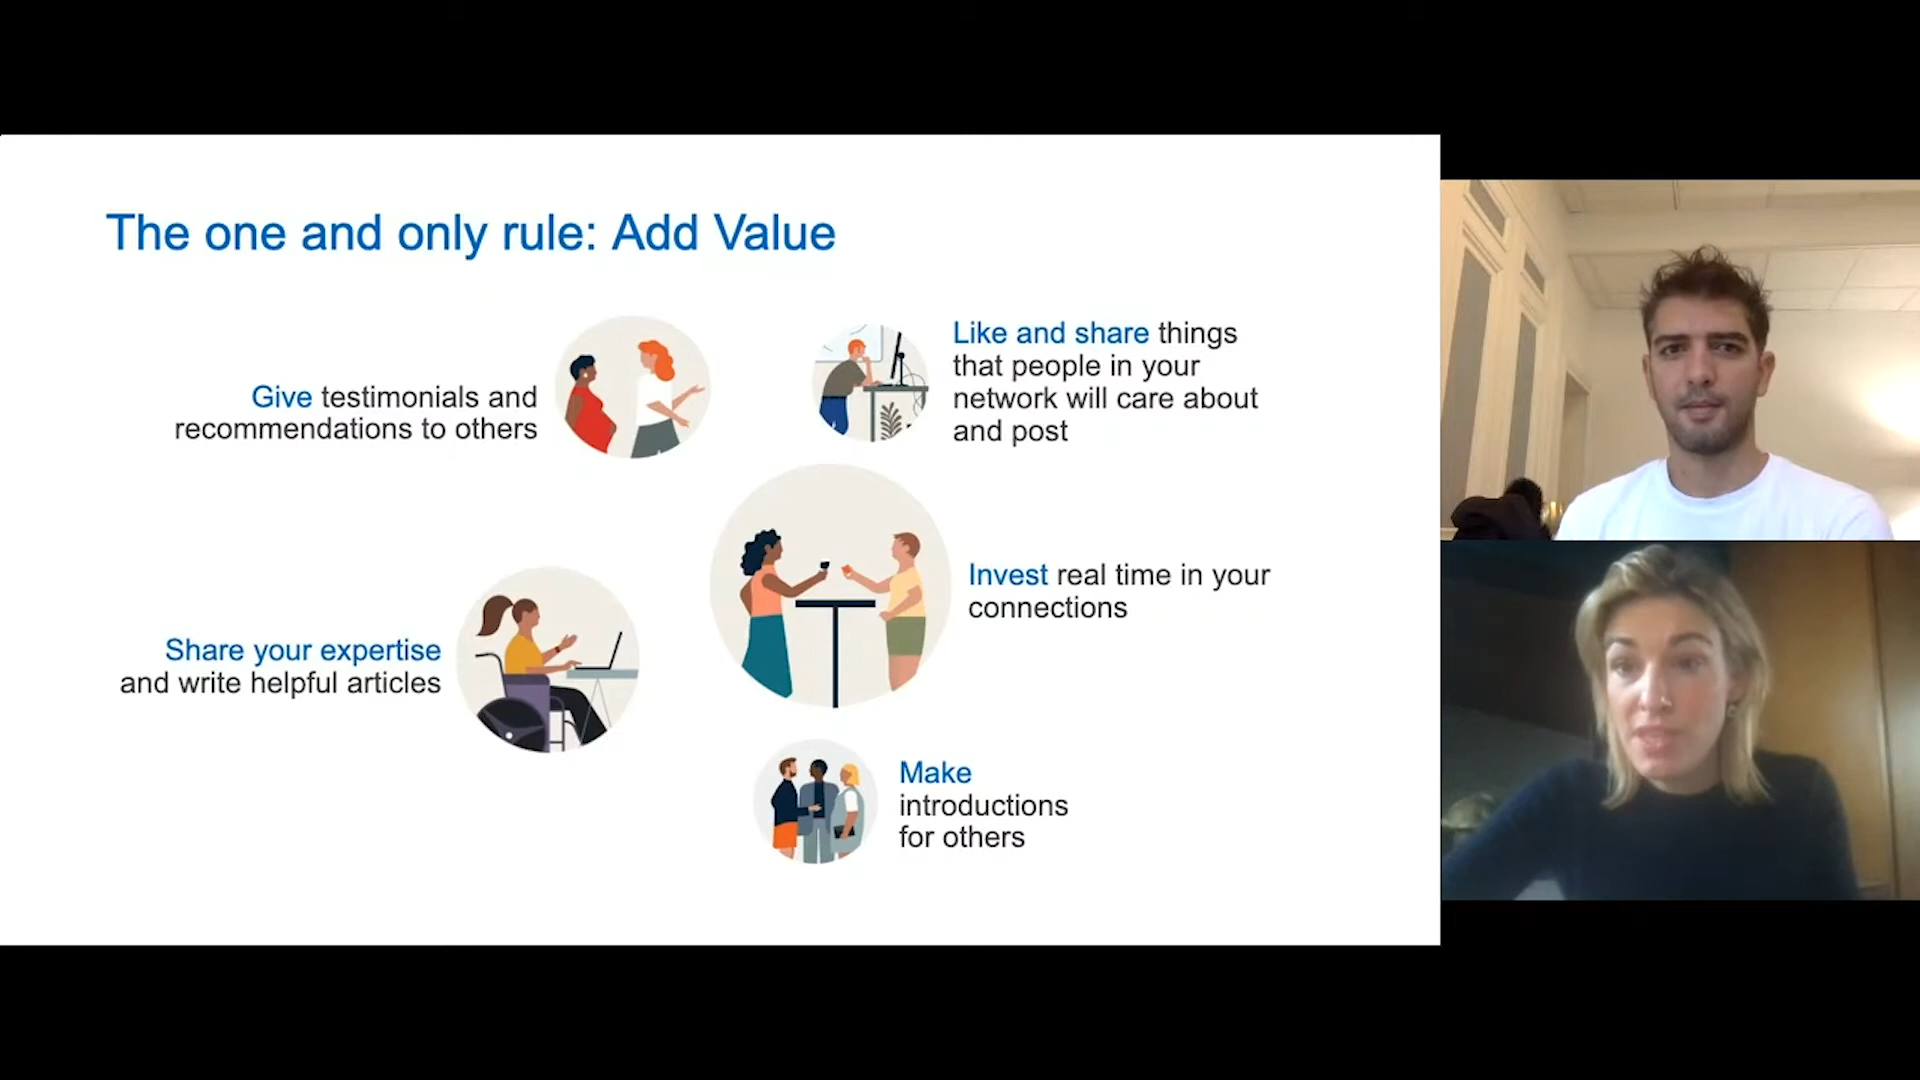 The one and only rule: Add Value
Give testimonials and
recommendations to others
Like and share things
that people in your
network will care about
and post
Invest real time in your
connections
Share your expertise
and write helpful articles
Make
introductions
for others